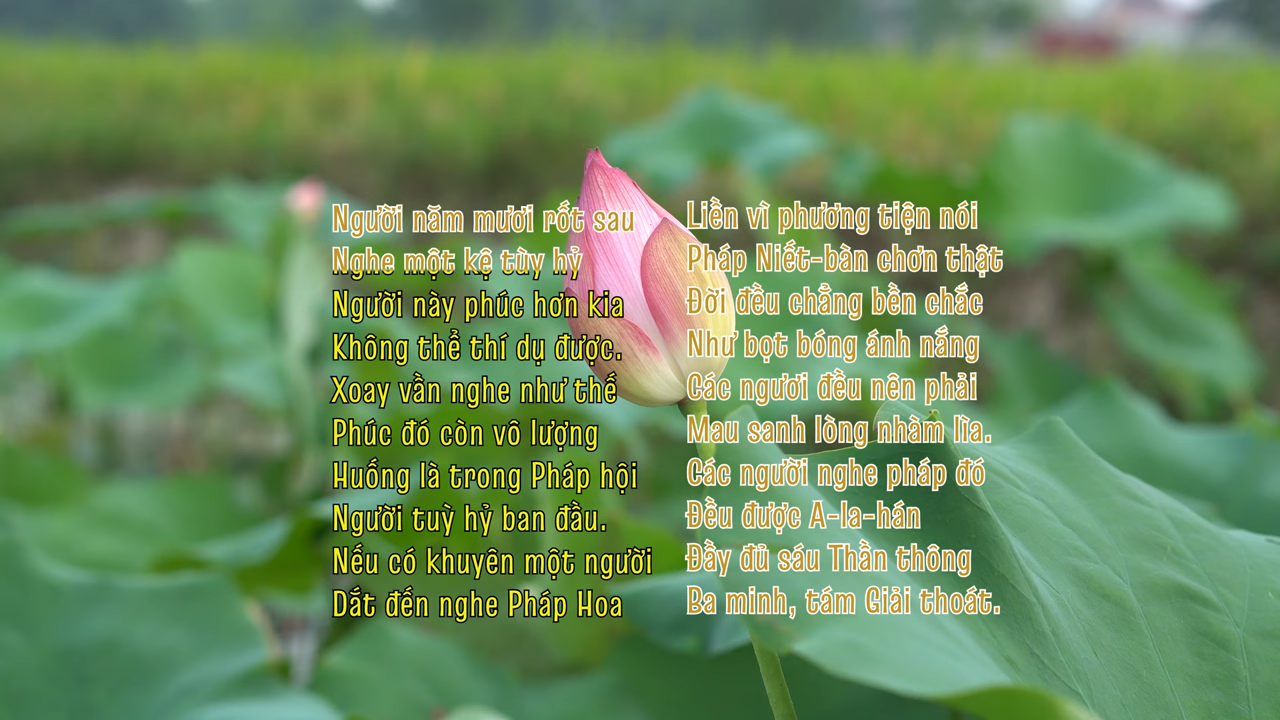 Người năm mươi rốt sau
Nghe một kệ tùy hỷ
Người này phúc hơn kia
Không thể thí dụ được.
Xoay vần nghe như thế
Phúc đó còn vô lượng
Huống là trong Pháp hội
Người tuỳ hỷ ban đầu.
Nếu có khuyên một người
Dắt đến nghe Pháp Hoa
Liền vì phương tiện nói
Pháp Niết-bàn chơn thật
Đời đều chẳng bền chắc
Như bọt bóng ánh nắng
Các ngươi đều nên phải
Mau sanh lòng nhàm lìa.
Các người nghe pháp đó
Đều được A-la-hán
Đầy đủ sáu Thần thông
Ba minh, tám Giải thoát.